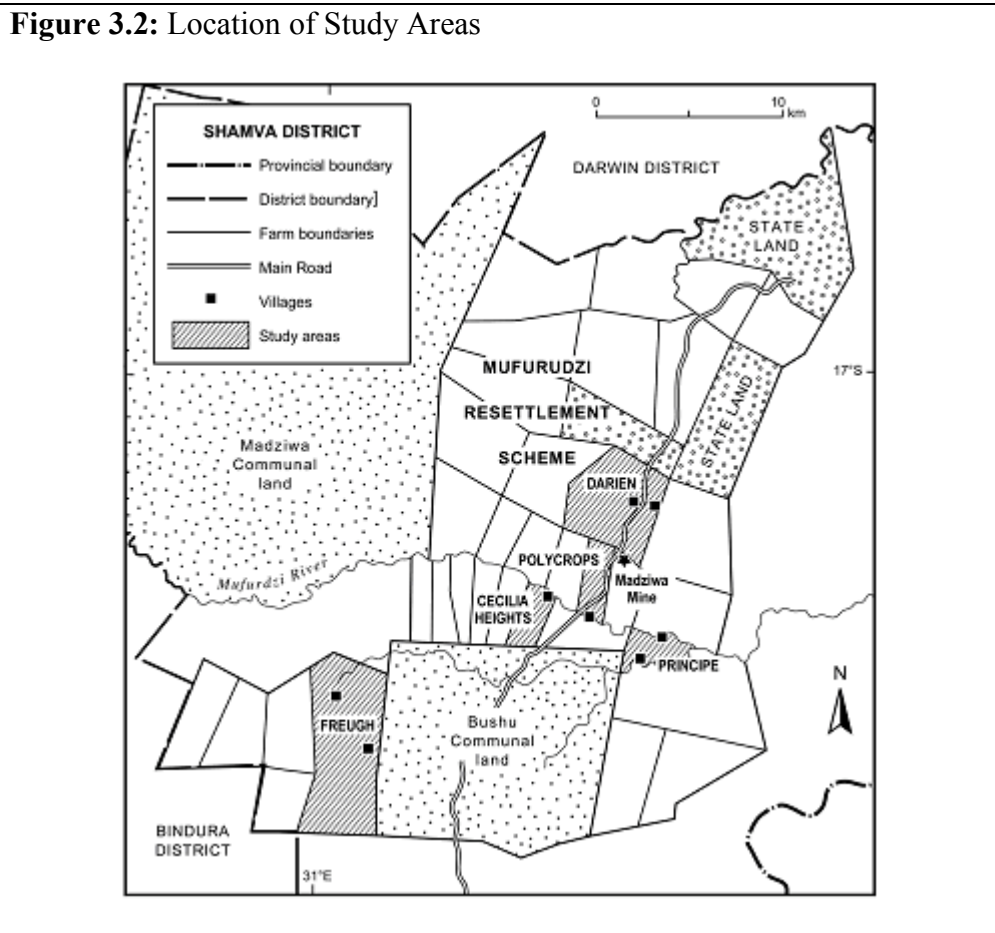 Figure 3.2: Location of Study Areas
SHAMVA DISTRICT
Provincial boundary
District boundary]
Farm boundaries
Main Road
Villages
Study areas
0 10 km
DARWIN DISTRICT
STATE
LAND
17°S
MUFURUDZI
RESETTLEMENT
SCHEME
STATE LAND
Madziwa
Communal
land
DARIEN
POLYCROPS
Madziwa
Mine
Mufurdzi River
CECILIA
HEIGHTS
PRINCIPE
N
FREUGH
Bushu
Communal
land
BINDURA
DISTRICT
31°E